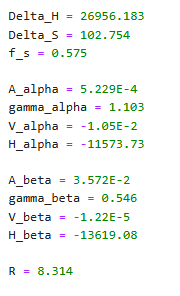 Delta_H = 26956.183
Delta_S = 102.754
f_s = 0.575
A_alpha = 5.229E-4
gamma_alpha = 1.103
V_alpha = -1.05E-2
H_alpha = -11573.73
A_beta = 3.572E-2
gamma_beta = 0.546
V_beta = -1.22E-5
H_beta = -13619.08
R = 8.314